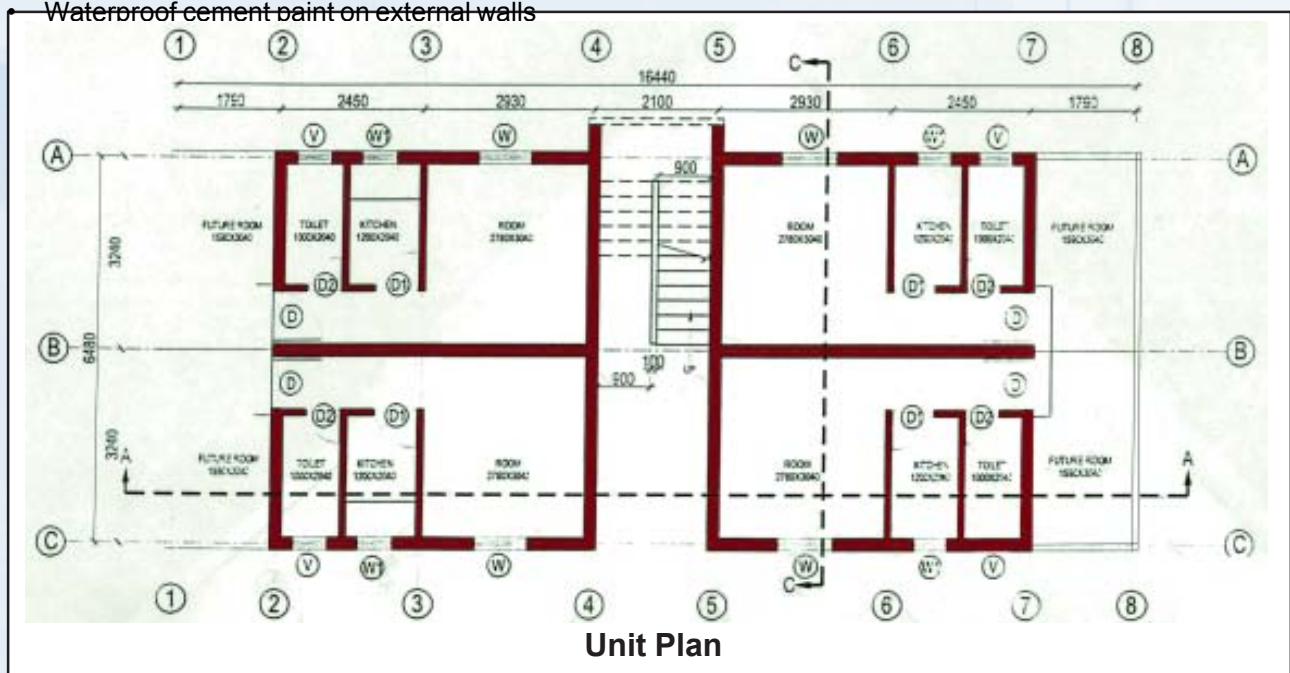 • Waterproof cement paint on external walls
1 2 3 4 5 6 7 8
C
16440
1790 2450 2930 2100 2930 2450 1790
V W1 W W V
A A
900
FUTURE ROOM TOILET KITCHEN ROOM ROOM KITCHEN TOILET FUTURE ROOM
3240
D2 D1 D1 D2
D D
B B
6480
100
900 UP
D D
D2 D1 D1 D2
3240
A A
FUTURE ROOM TOILET KITCHEN ROOM ROOM KITCHEN TOILET FUTURE ROOM
C C
V W1 W W V
C
1 2 3 4 5 6 7 8
Unit Plan